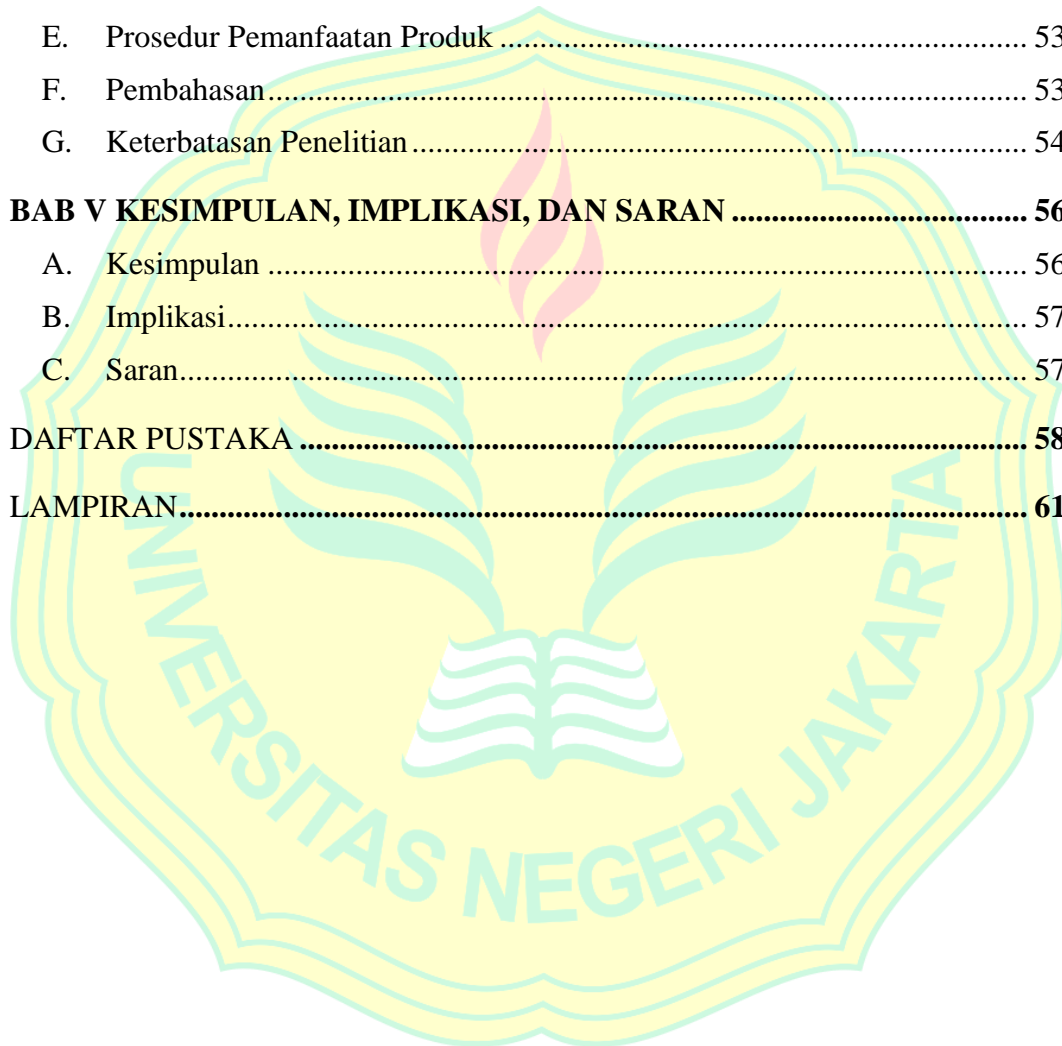 E. Prosedur Pemanfaatan Produk ........................................ 53
F. Pembahasan ........................................ 53
G. Keterbatasan Penelitian ........................................ 54
BAB V KESIMPULAN, IMPLIKASI, DAN SARAN ........................................ 56
A. Kesimpulan ........................................ 56
B. Implikasi ........................................ 57
C. Saran ........................................ 57
DAFTAR PUSTAKA ........................................ 58
LAMPIRAN ........................................ 61
UNIVERSITAS NEGERI JAKARTA